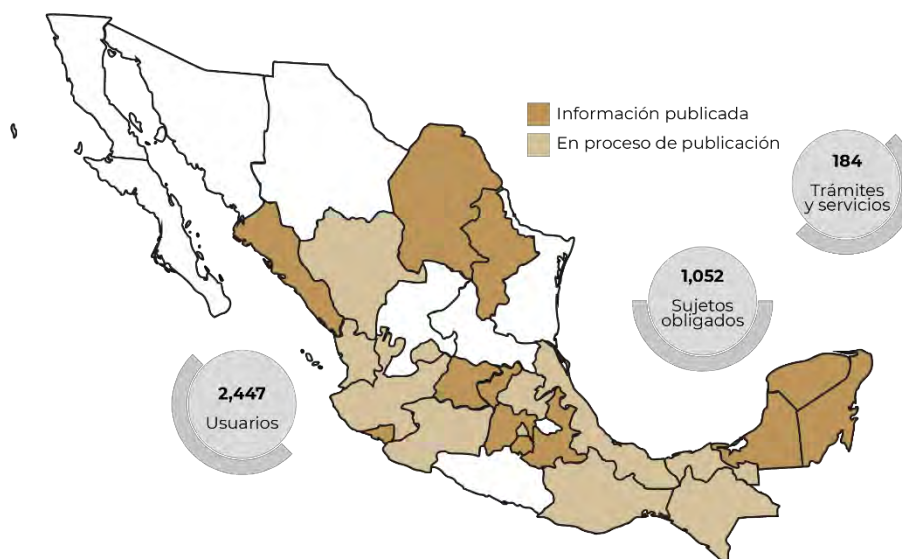 Información publicada
En proceso de publicación
184
Trámites
y servicios
1,052
Sujetos
obligados
2,447
Usuarios